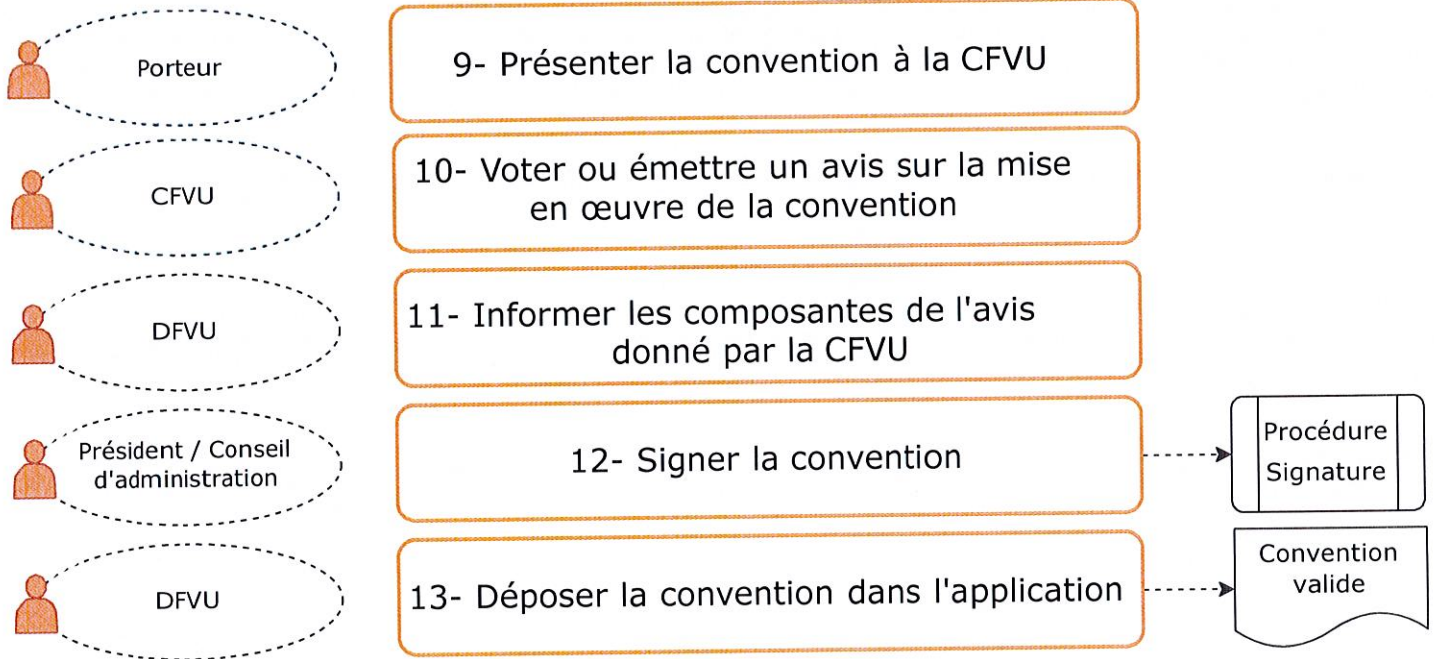 Porteur
9- Présenter la convention à la CFVU
CFVU
10- Voter ou émettre un avis sur la mise
en œuvre de la convention
DFVU
11- Informer les composantes de l'avis
donné par la CFVU
Président / Conseil
d'administration
12- Signer la convention
Procédure
Signature
DFVU
13- Déposer la convention dans l'application
Convention
valide